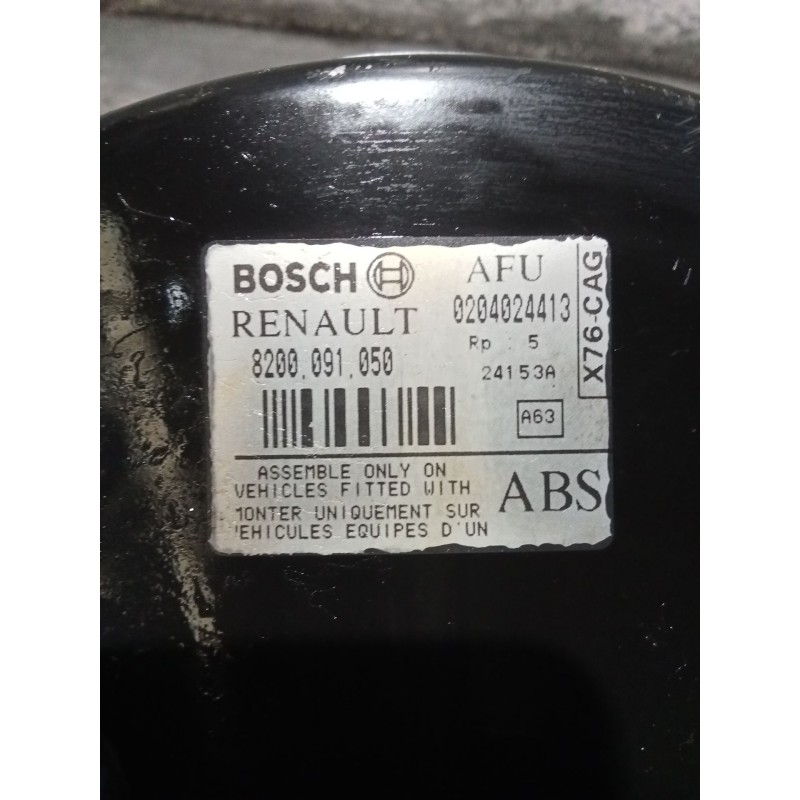 BOSCH AFU
RENAULT 0204024413
8200.091.050 Rp : 5
24153A
A63
X76-CAG
ASSEMBLE ONLY ON
VEHICLES FITTED WITH
MONTER UNIQUEMENT SUR
VEHICULES EQUIPES D'UN
ABS